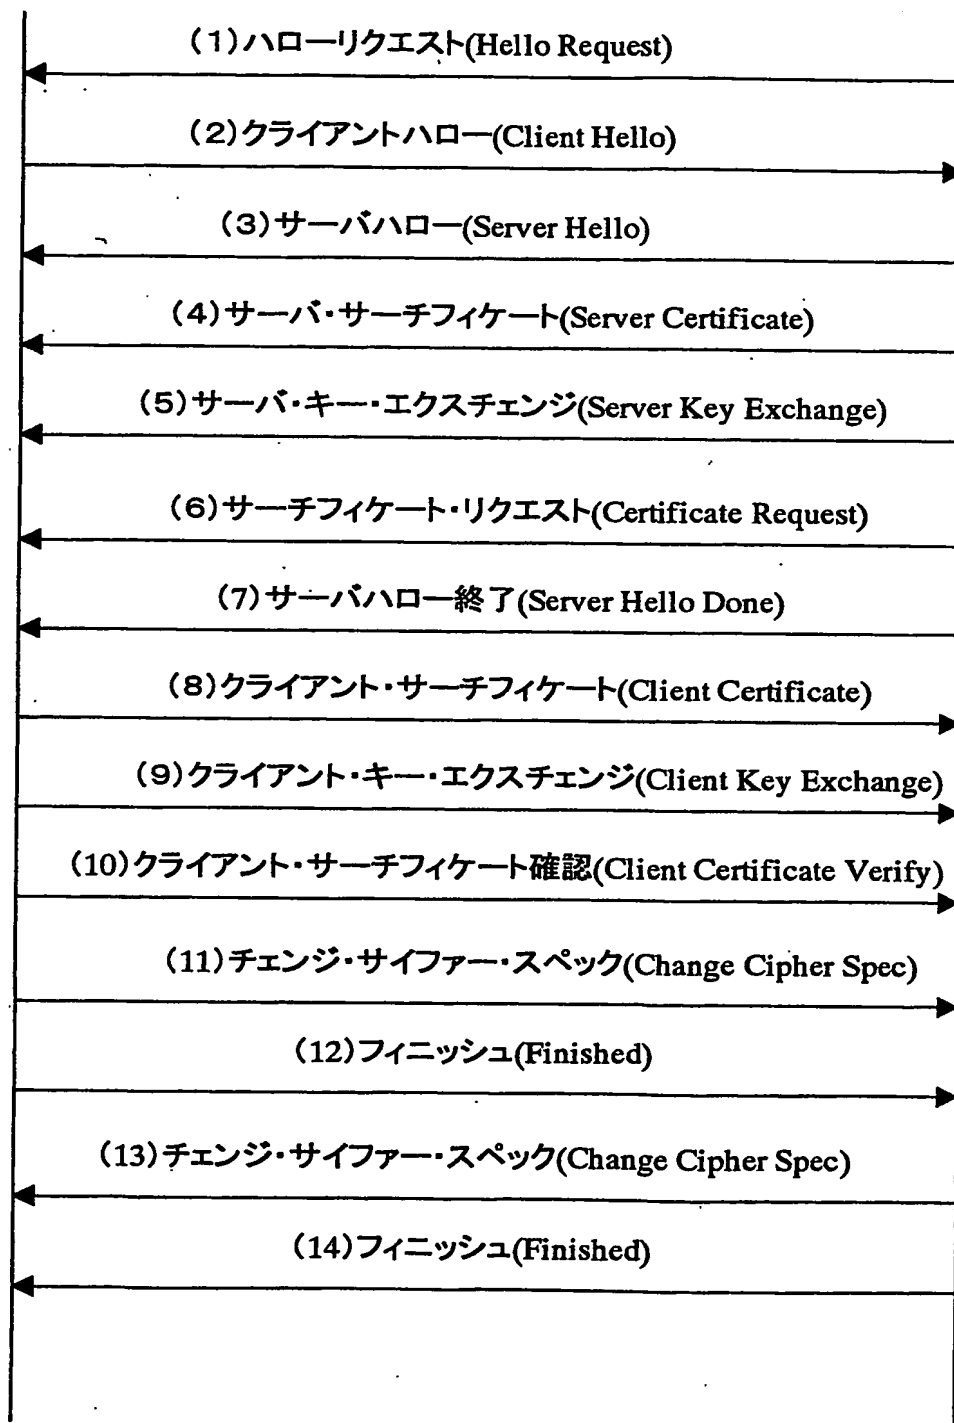 (1)ハローリクエスト(Hello Request)
(2)クライアントハロー(Client Hello)
(3)サーバハロー(Server Hello)
(4)サーバ・サーチフィケート(Server Certificate)
(5)サーバ・キー・エクスチェンジ(Server Key Exchange)
(6)サーチフィケート・リクエスト(Certificate Request)
(7)サーバハロー終了(Server Hello Done)
(8)クライアント・サーチフィケート(Client Certificate)
(9)クライアント・キー・エクスチェンジ(Client Key Exchange)
(10)クライアント・サーチフィケート確認(Client Certificate Verify)
(11)チェンジ・サイファー・スペック(Change Cipher Spec)
(12)フィニッシュ(Finished)
(13)チェンジ・サイファー・スペック(Change Cipher Spec)
(14)フィニッシュ(Finished)